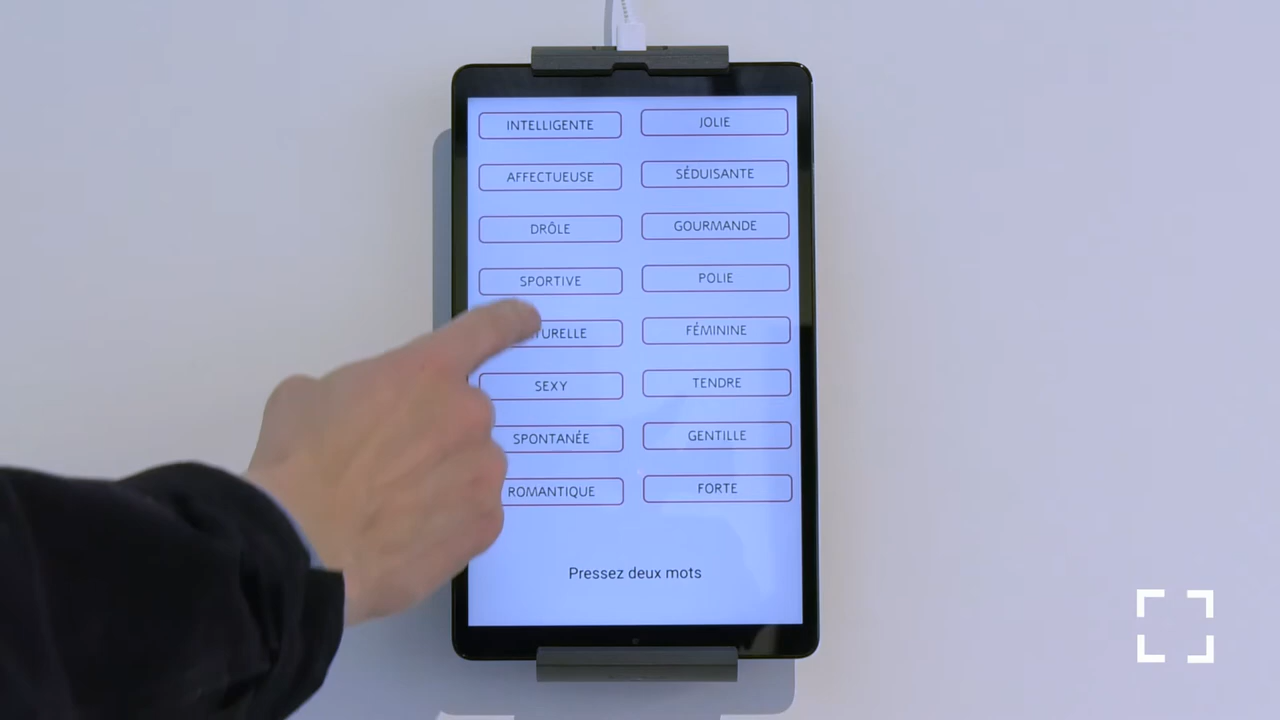 INTELLIGENTE
JOLIE
AFFECTUEUSE
SÉDUISANTE
DRÔLE
GOURMANDE
SPORTIVE
POLIE
FÉMININE
SEXY
TENDRE
SPONTANÉE
GENTILLE
ROMANTIQUE
FORTE
Pressez deux mots